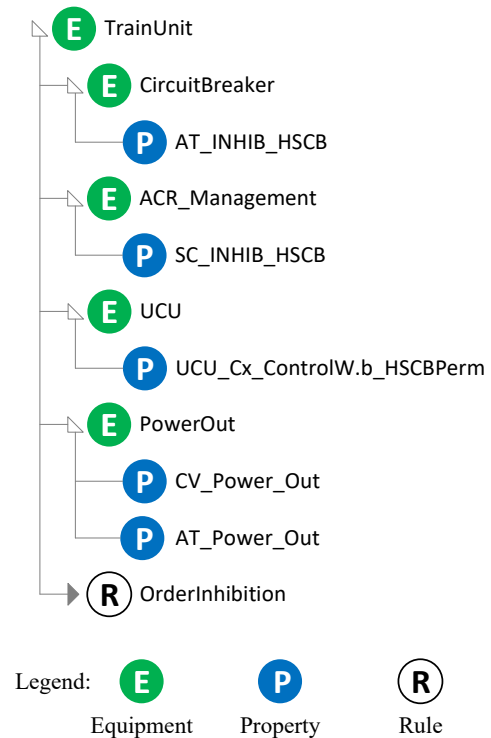 E TrainUnit
E CircuitBreaker
P AT_INHIB_HSCB
E ACR_Management
P SC_INHIB_HSCB
E UCU
P UCU_Cx_ControlW.b_HSCBPerm
E PowerOut
P CV_Power_Out
P AT_Power_Out
R OrderInhibition
Legend: E P R
Equipment Property Rule